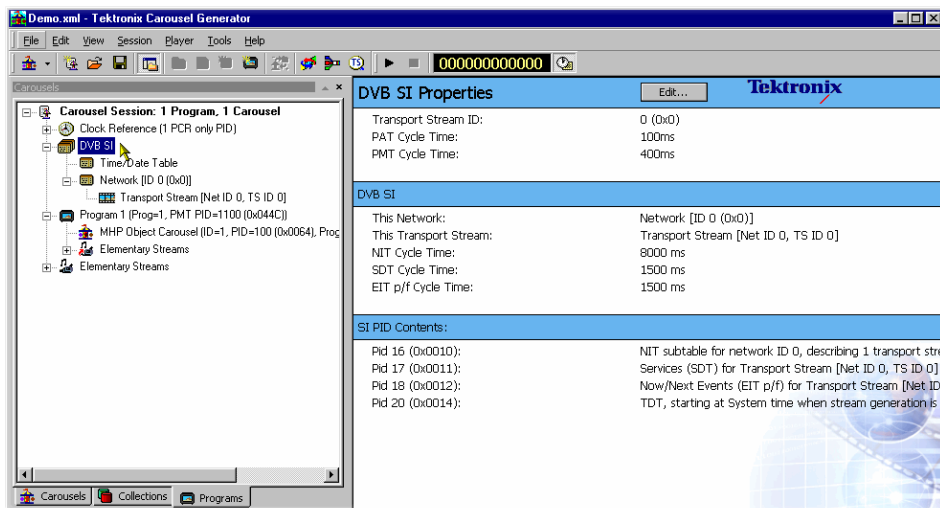 Demo.xml - Tektronix Carousel Generator
File Edit View Session Player Tools Help
TS
000000000000
Carousels
Carousel Session: 1 Program, 1 Carousel
Clock Reference (1 PCR only PID)
DVB SI
Time/Date Table
Network [ID 0 (0x0)]
Transport Stream [Net ID 0, TS ID 0]
Program 1 (Prog=1, PMT PID=1100 (0x044C))
MHP Object Carousel (ID=1, PID=100 (0x0064), Prog
Elementary Streams
Elementary Streams
Carousels Collections Programs
DVB SI Properties Edit... Tektronix
Transport Stream ID: 0 (0x0)
PAT Cycle Time: 100ms
PMT Cycle Time: 400ms
DVB SI
This Network: Network [ID 0 (0x0)]
This Transport Stream: Transport Stream [Net ID 0, TS ID 0]
NIT Cycle Time: 8000 ms
SDT Cycle Time: 1500 ms
EIT p/f Cycle Time: 1500 ms
SI PID Contents:
Pid 16 (0x0010): NIT subtable for network ID 0, describing 1 transport stre
Pid 17 (0x0011): Services (SDT) for Transport Stream [Net ID 0, TS ID 0]
Pid 18 (0x0012): Now/Next Events (EIT p/f) for Transport Stream [Net ID
Pid 20 (0x0014): TDT, starting at System time when stream generation is